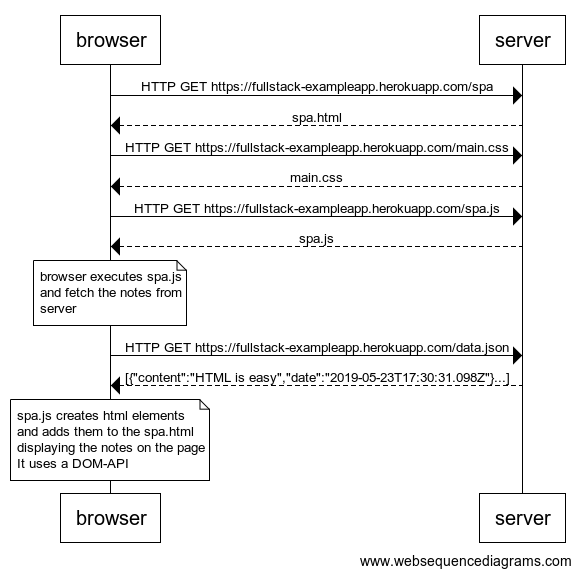 browser
server
HTTP GET https://fullstack-exampleapp.herokuapp.com/spa
spa.html
HTTP GET https://fullstack-exampleapp.herokuapp.com/main.css
main.css
HTTP GET https://fullstack-exampleapp.herokuapp.com/spa.js
spa.js
browser executes spa.js
and fetch the notes from
server
HTTP GET https://fullstack-exampleapp.herokuapp.com/data.json
[{"content":"HTML is easy","date":"2019-05-23T17:30:31.098Z"}...]
spa.js creates html elements
and adds them to the spa.html
displaying the notes on the page
It uses a DOM-API
browser
server
www.websequencediagrams.com